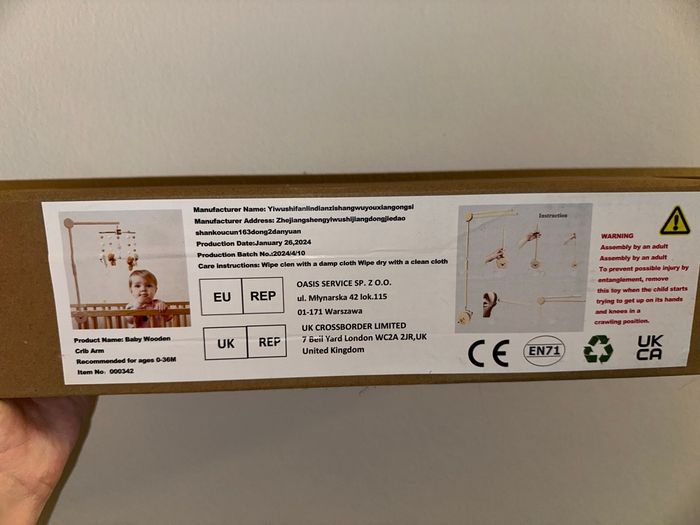 Manufacturer Name: Yiwushifanlindianzishangwuyouxiangongsi
Manufacturer Address: Zhejiangshengyiwushijiangdongjiedao
shankoucun163dong2danyuan
Production Date:January 26,2024
Production Batch No.:2024/4/10
Care instructions: Wipe clen with a damp cloth Wipe dry with a clean cloth
EU REP
OASIS SERVICE SP. Z O.O.
ul. Młynarska 42 lok.115
01-171 Warszawa
UK REP
UK CROSSBORDER LIMITED
7 Bell Yard London WC2A 2JR,UK
United Kingdom
Product Name: Baby Wooden
Crib Arm
Recommended for ages 0-36M
Item No: 000342
Instruction
WARNING
Assembly by an adult
Assembly by an adult
To prevent possible injury by
entanglement, remove
this toy when the child starts
trying to get up on its hands
and knees in a
crawling position.
CE
EN71
UK
CA